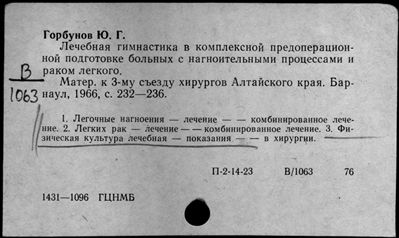 Горбунов Ю. Г.
Лечебная гимнастика в комплексной предоперацион-
ной подготовке больных с нагноительными процессами и
раком легкого.
В
1063
Матер. к 3-му съезду хирургов Алтайского края. Бар-
наул, 1966, с. 232—236.
1. Легочные нагноения — лечение — — комбинированное лече-
ние. 2. Легких рак — лечение — — комбинированное лечение. 3. Фи-
зическая культура лечебная — показания — — в хирургии.
П-2-14-23 В/1063 76
1431—1096 ГЦНМБ